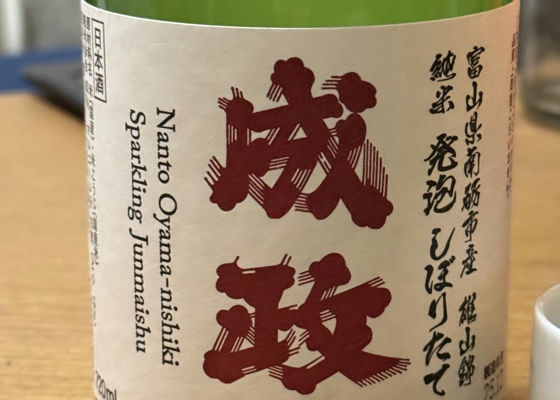 富山県南砺市産 雄山錦
純米 発泡 しぼりたて
成政
Nanto Oyama-nishiki
Sparkling Junmaishu
日本酒
720ml